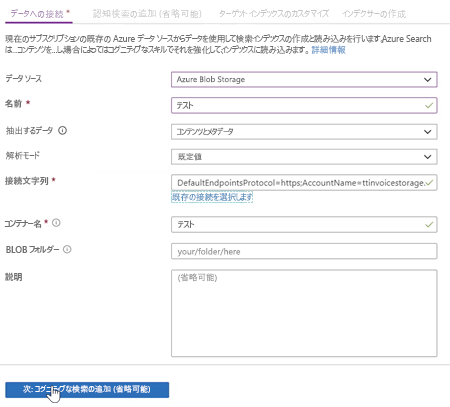 データへの接続 * 認知検索の追加 (省略可能) ターゲット インデックスのカスタマイズ インデクサーの作成
現在のサブスクリプションの既存の Azure データ ソースからデータを使用して検索インデックスの作成と読み込みを行います。Azure Search
は...コンテンツを...し、場合によってはコグニティブなスキルでそれを強化して、インデックスに読み込みます。 詳細情報
データ ソース Azure Blob Storage
名前 * テスト
抽出するデータ コンテンツとメタデータ
解析モード 既定値
接続文字列 * DefaultEndpointsProtocol=https;AccountName=ttinvoicestorage.
既存の接続を選択します
コンテナー名 * テスト
BLOB フォルダー your/folder/here
説明 (省略可能)
次: コグニティブな検索の追加 (省略可能)